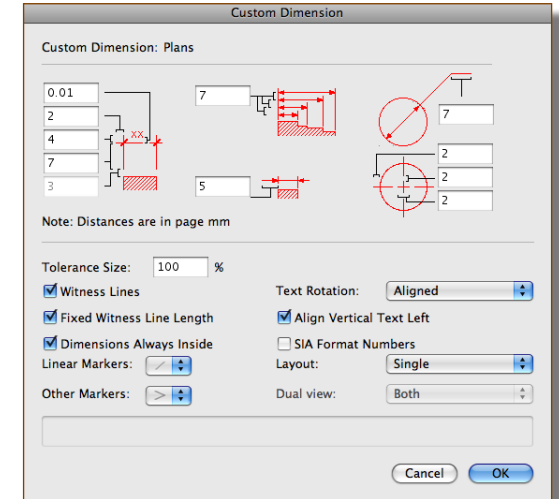 Custom Dimension
Custom Dimension: Plans
0.01
2
4
7
3
XX
7
5
7
2
2
2
Note: Distances are in page mm
Tolerance Size: 100 %
Witness Lines
Text Rotation: Aligned
Fixed Witness Line Length
Align Vertical Text Left
Dimensions Always Inside
SIA Format Numbers
Linear Markers:
Layout: Single
Other Markers:
Dual view: Both
Cancel OK